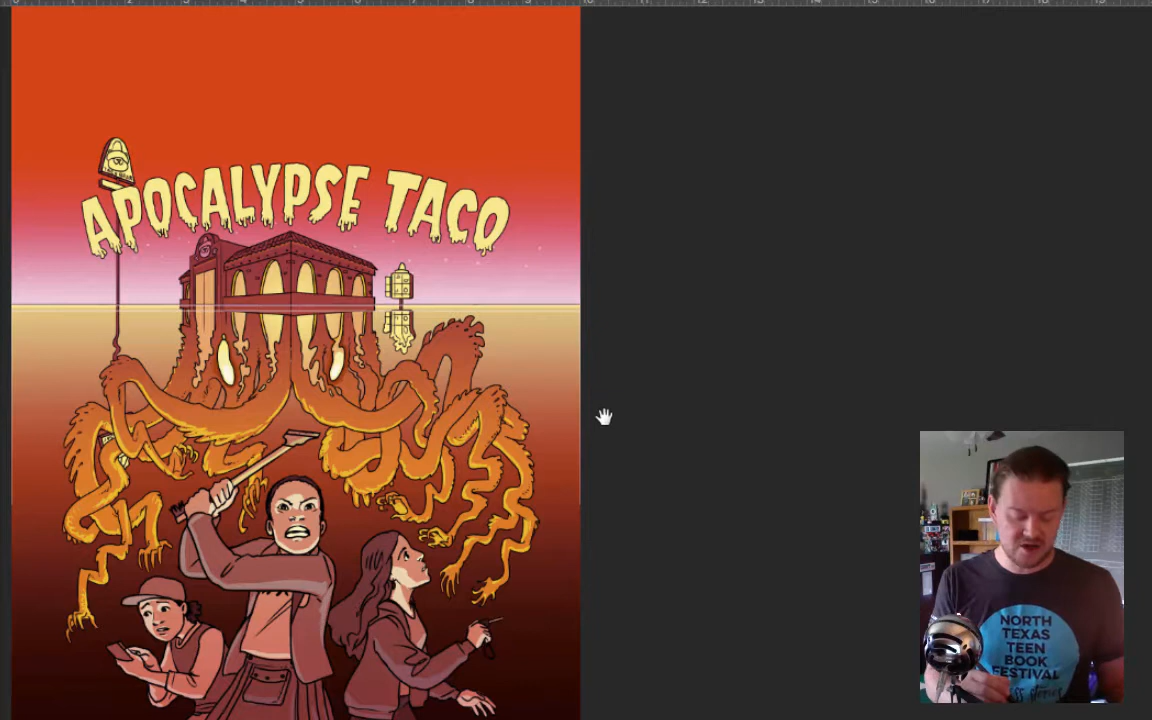 APOCALYPSE TACO
NORTH
TEXAS
TEEN
BOOK
FESTIVAL